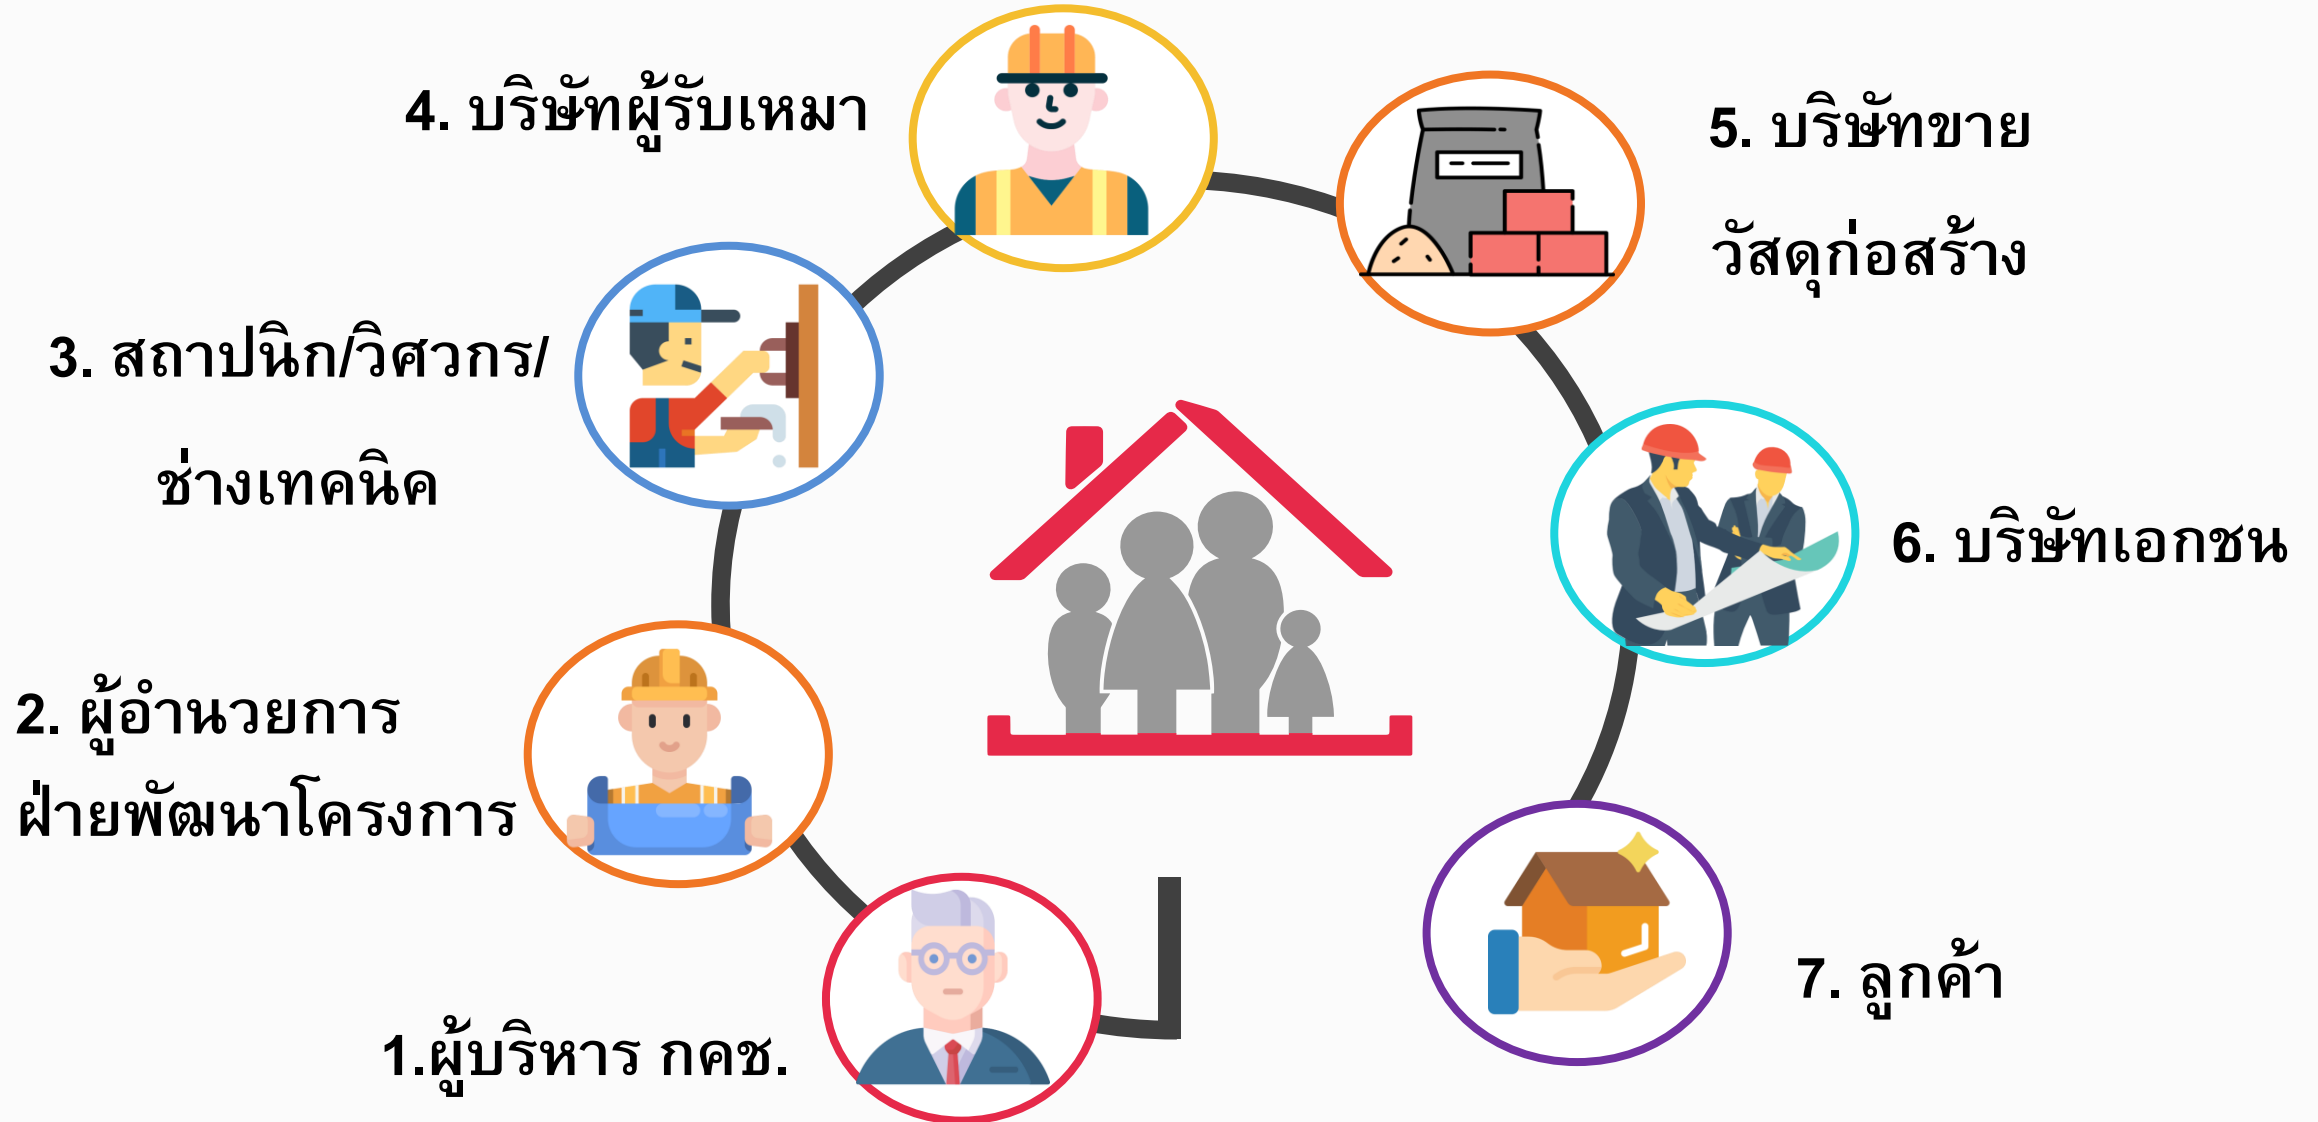 4. บริษัทผู้รับเหมา
5. บริษัทขาย
วัสดุก่อสร้าง
3. สถาปนิก/วิศวกร/
ช่างเทคนิค
6. บริษัทเอกชน
2. ผู้อำนวยการ
ฝ่ายพัฒนาโครงการ
7. ลูกค้า
1.ผู้บริหาร กคช.